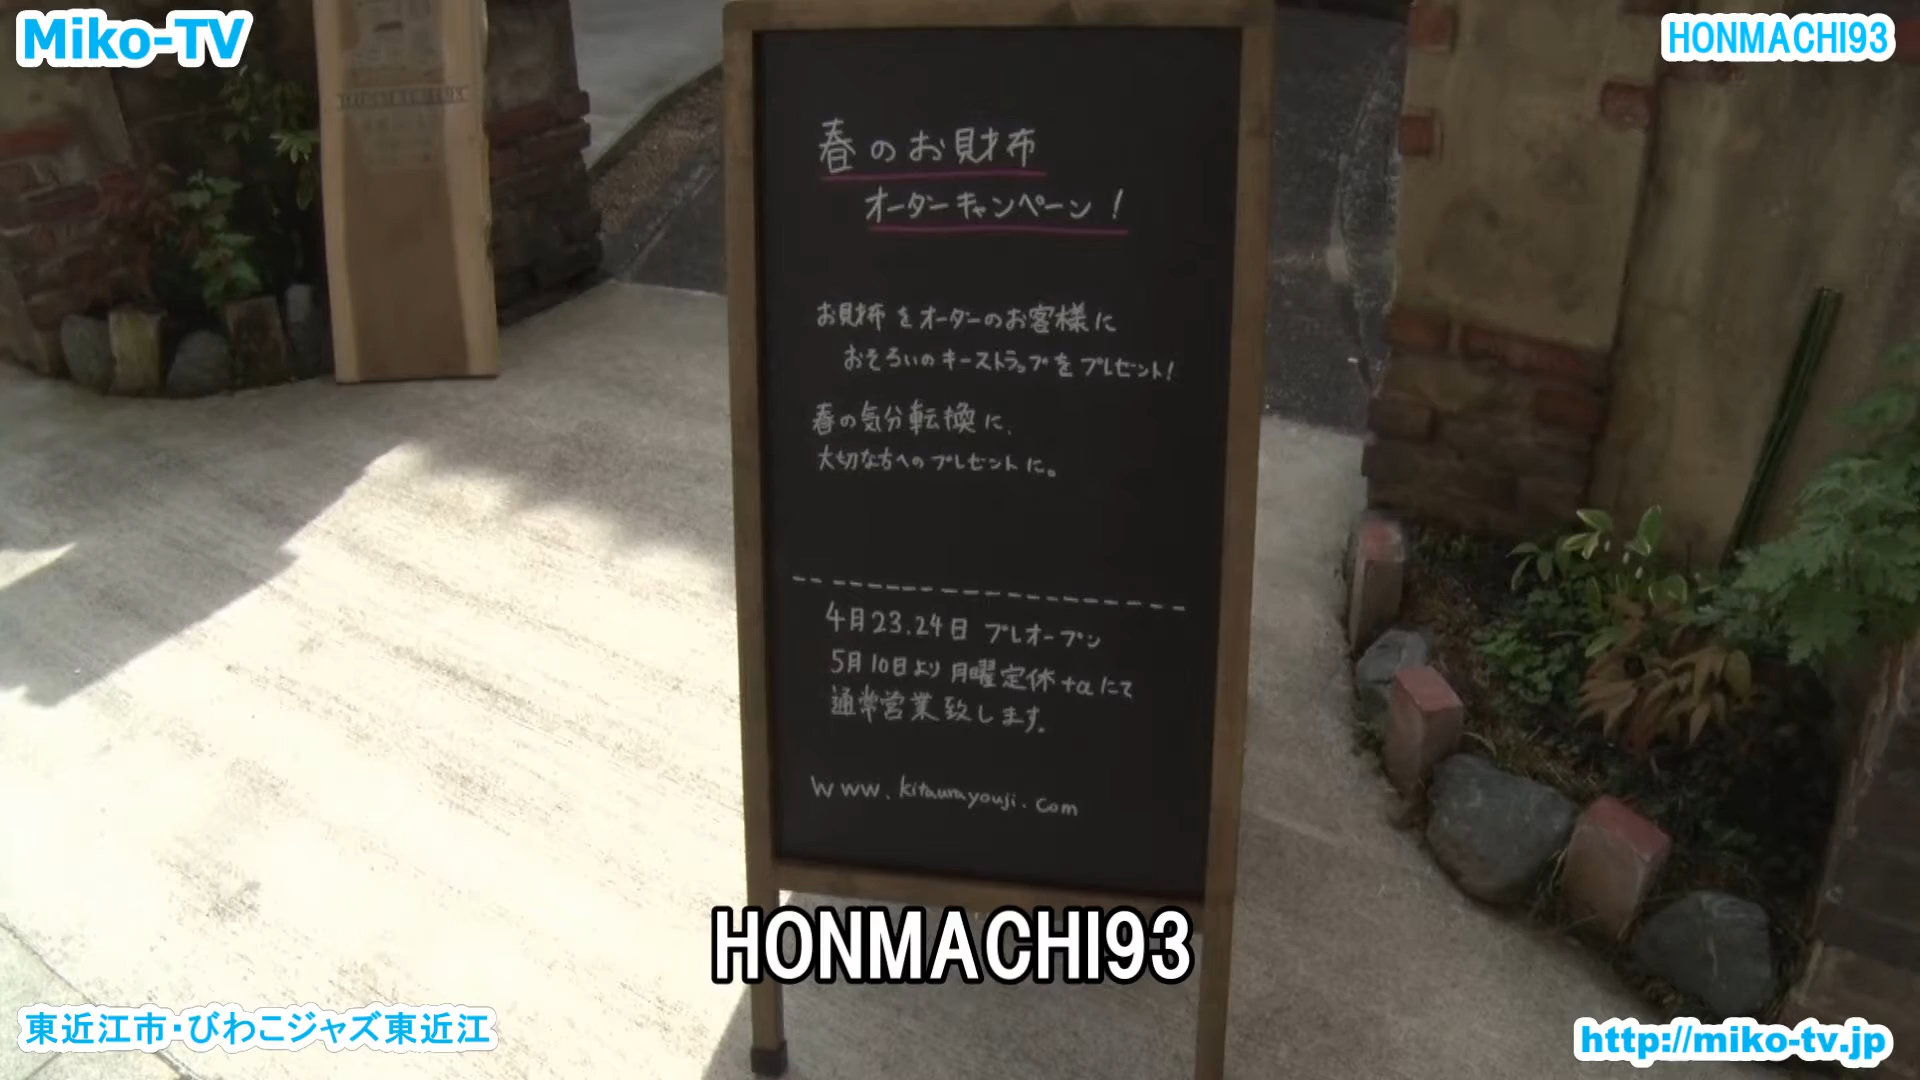 Miko-TV
HONMACHI93
HONMACHI93
春のお財布
オーダーキャンペーン!
お財布をオーダーのお客様に
おそろいのキーストラップをプレゼント!
春の気分転換に、
大切な方へのプレゼントに。
4月23.24日 プレオープン
5月10日より月曜定休+αにて
通常営業致します。
www.kitaurayouji.com
HONMACHI93
東近江市・びわこジャズ東近江
http://miko-tv.jp